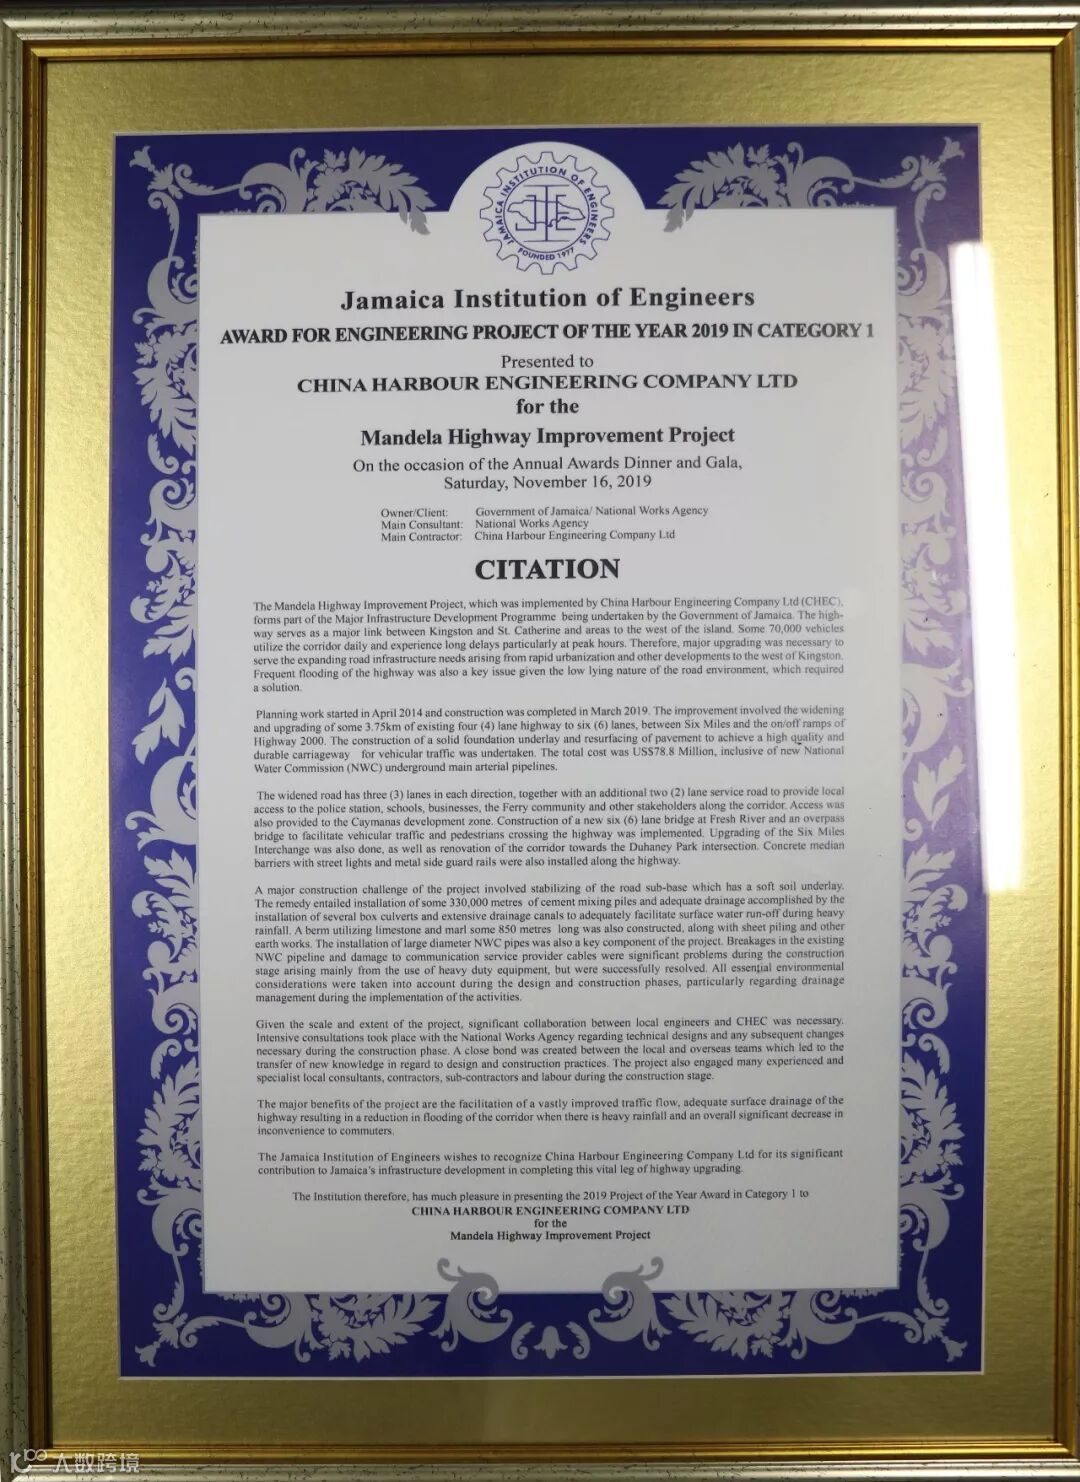 JAMAICA INSTITUTION OF ENGINEERS
JIE
FOUNDED 1977
Jamaica Institution of Engineers
AWARD FOR ENGINEERING PROJECT OF THE YEAR 2019 IN CATEGORY 1
Presented to
CHINA HARBOUR ENGINEERING COMPANY LTD
for the
Mandela Highway Improvement Project
On the occasion of the Annual Awards Dinner and Gala,
Saturday, November 16, 2019
Owner/Client: Government of Jamaica/ National Works Agency
Main Consultant: National Works Agency
Main Contractor: China Harbour Engineering Company Ltd
CITATION
The Mandela Highway Improvement Project, which was implemented by China Harbour Engineering Company Ltd (CHEC),
forms part of the Major Infrastructure Development Programme being undertaken by the Government of Jamaica. The high-
way serves as a major link between Kingston and St. Catherine and areas to the west of the island. Some 70,000 vehicles
utilize the corridor daily and experience long delays particularly at peak hours. Therefore, major upgrading was necessary to
serve the expanding road infrastructure needs arising from rapid urbanization and other developments to the west of Kingston.
Frequent flooding of the highway was also a key issue given the low lying nature of the road environment, which required
a solution.
Planning work started in April 2014 and construction was completed in March 2019. The improvement involved the widening
and upgrading of some 3.75km of existing four (4) lane highway to six (6) lanes, between Six Miles and the on/off ramps of
Highway 2000. The construction of a solid foundation underlay and resurfacing of pavement to achieve a high quality and
durable carriageway for vehicular traffic was undertaken. The total cost was US$78.8 Million, inclusive of new National
Water Commission (NWC) underground main arterial pipelines.
The widened road has three (3) lanes in each direction, together with an additional two (2) lane service road to provide local
access to the police station, schools, businesses, the Ferry community and other stakeholders along the corridor. Access was
also provided to the Caymanas development zone. Construction of a new six (6) lane bridge at Fresh River and an overpass
bridge to facilitate vehicular traffic and pedestrians crossing the highway was implemented. Upgrading of the Six Miles
Interchange was also done, as well as renovation of the corridor towards the Duhaney Park intersection. Concrete median
barriers with street lights and metal side guard rails were also installed along the highway.
A major construction challenge of the project involved stabilizing of the road sub-base which has a soft soil underlay.
The remedy entailed installation of some 330,000 metres of cement mixing piles and adequate drainage accomplished by the
installation of several box culverts and extensive drainage canals to adequately facilitate surface water run-off during heavy
rainfall. A berm utilizing limestone and marl some 850 metres long was also constructed, along with sheet piling and other
earth works. The installation of large diameter NWC pipes was also a key component of the project. Breakages in the existing
NWC pipeline and damage to communication service provider cables were significant problems during the construction
stage arising mainly from the use of heavy duty equipment, but were successfully resolved. All essential environmental
considerations were taken into account during the design and construction phases, particularly regarding drainage
management during the implementation of the activities.
Given the scale and extent of the project, significant collaboration between local engineers and CHEC was necessary.
Intensive consultations took place with the National Works Agency regarding technical designs and any subsequent changes
necessary during the construction phase. A close bond was created between the local and overseas teams which led to the
transfer of new knowledge in regard to design and construction practices. The project also engaged many experienced and
specialist local consultants, contractors, sub-contractors and labour during the construction stage.
The major benefits of the project are the facilitation of a vastly improved traffic flow, adequate surface drainage of the
highway resulting in a reduction in flooding of the corridor when there is heavy rainfall and an overall significant decrease in
inconvenience to commuters.
The Jamaica Institution of Engineers wishes to recognize China Harbour Engineering Company Ltd for its significant
contribution to Jamaica's infrastructure development in completing this vital leg of highway upgrading.
The Institution therefore, has much pleasure in presenting the 2019 Project of the Year Award in Category 1 to
CHINA HARBOUR ENGINEERING COMPANY LTD
for the
Mandela Highway Improvement Project
大数跨境